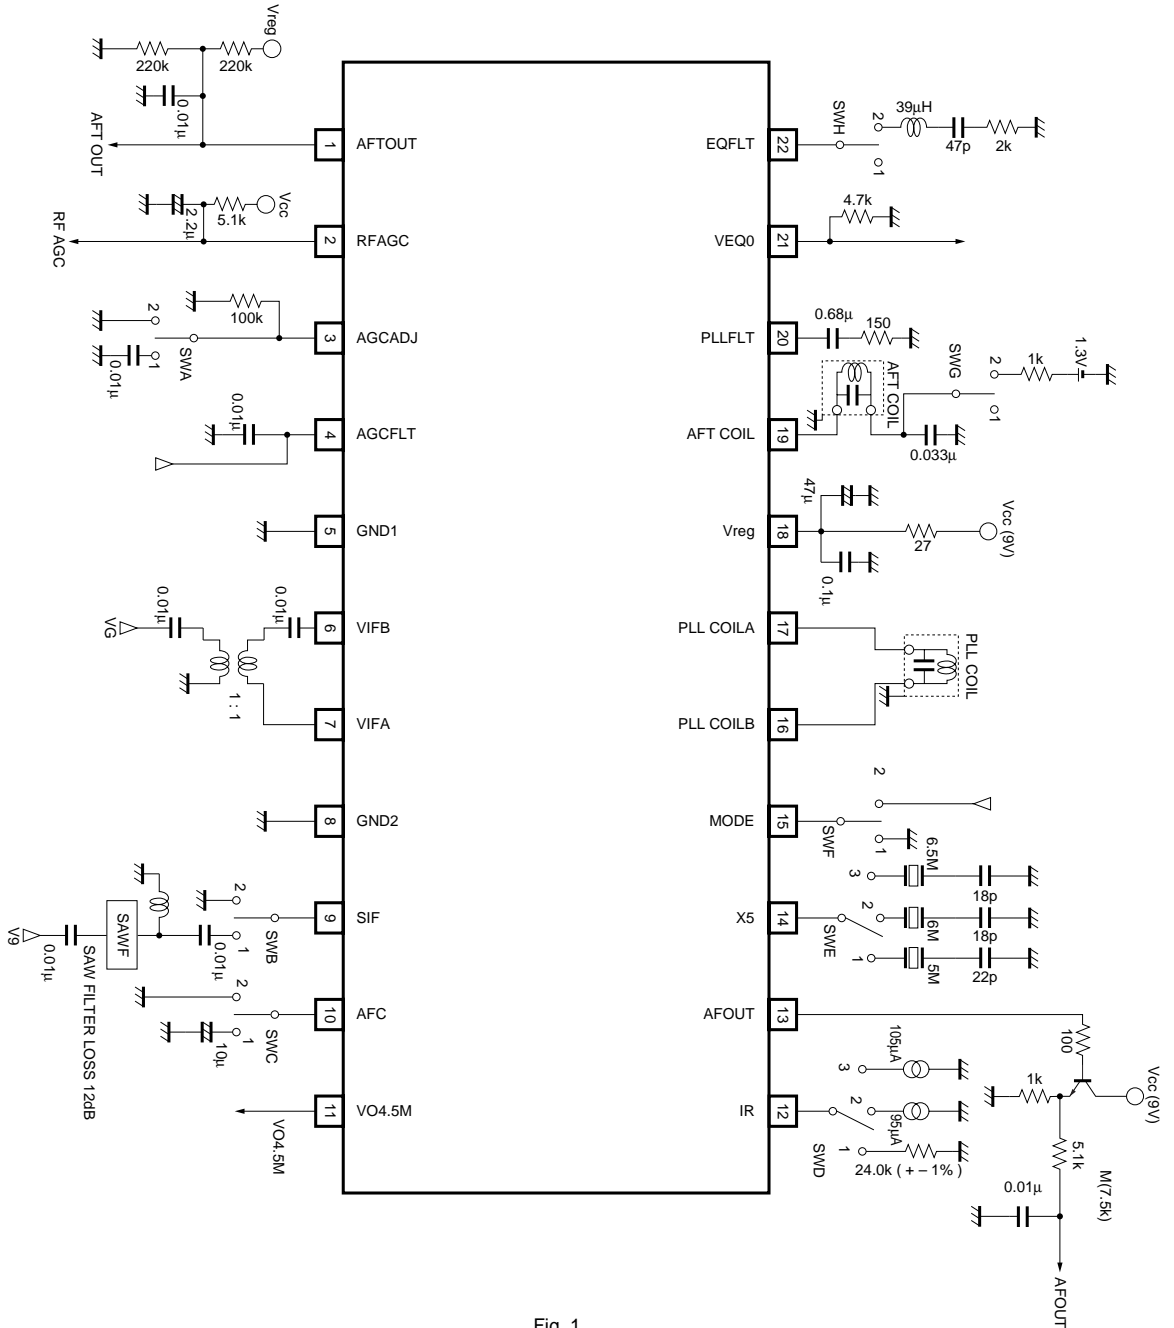 Vreg
220k
220k
0.01μ
AFT OUT
1
AFTOUT
Vcc
5.1k
2.2μ
RF AGC
2
RFAGC
100k
2
1
0.01μ
SWA
3
AGCADJ
0.01μ
4
AGCFLT
5
GND1
0.01μ
0.01μ
VG
1 : 1
6
VIFB
7
VIFA
8
GND2
2
1
0.01μ
SWB
SAWF
V9
0.01μ
SAW FILTER LOSS 12dB
9
SIF
2
1
10μ
SWC
10
AFC
VO4.5M
11
VO4.5M
EQFLT
22
SWH
2
1
39μH
47p
2k
VEQ0
21
4.7k
PLLFLT
20
0.68μ
150
AFT COIL
19
AFT COIL
0.033μ
SWG
2
1
1k
1.3V
Vreg
18
47μ
0.1μ
27
Vcc (9V)
PLL COILA
17
PLL COIL
PLL COILB
16
MODE
15
SWF
2
1
X5
14
SWE
3
6.5M
18p
2
6M
18p
1
5M
22p
AFOUT
13
100
Vcc (9V)
1k
5.1k
M(7.5k)
0.01μ
AFOUT
IR
12
SWD
3
105μA
2
95μA
1
24.0k ( + – 1% )
Fig. 1